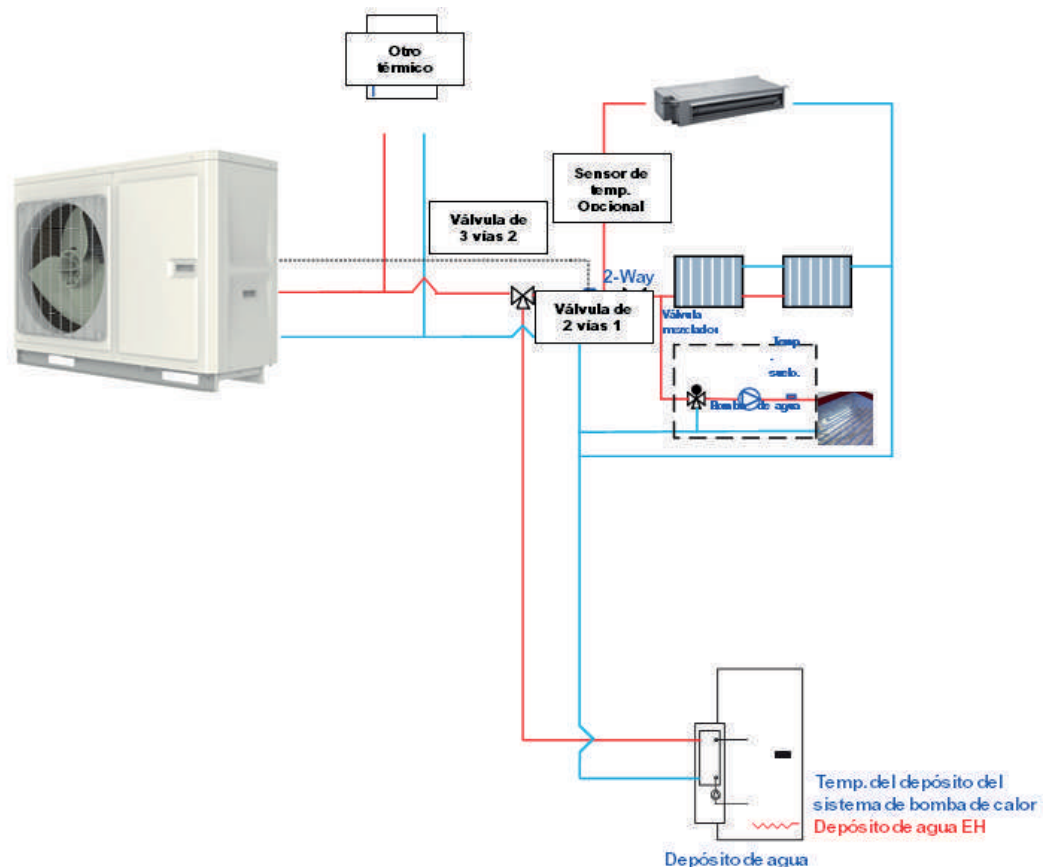 Otro
térmico
Sensor de
temp.
Opcional
Válvula de
3 vías 2
2-Way
Válvula de
2 vías 1
Válvula
mezclador
Temp
-
suelo.
Bomba de agua
Temp. del depósito del
sistema de bomba de calor
Depósito de agua EH
Depósito de agua